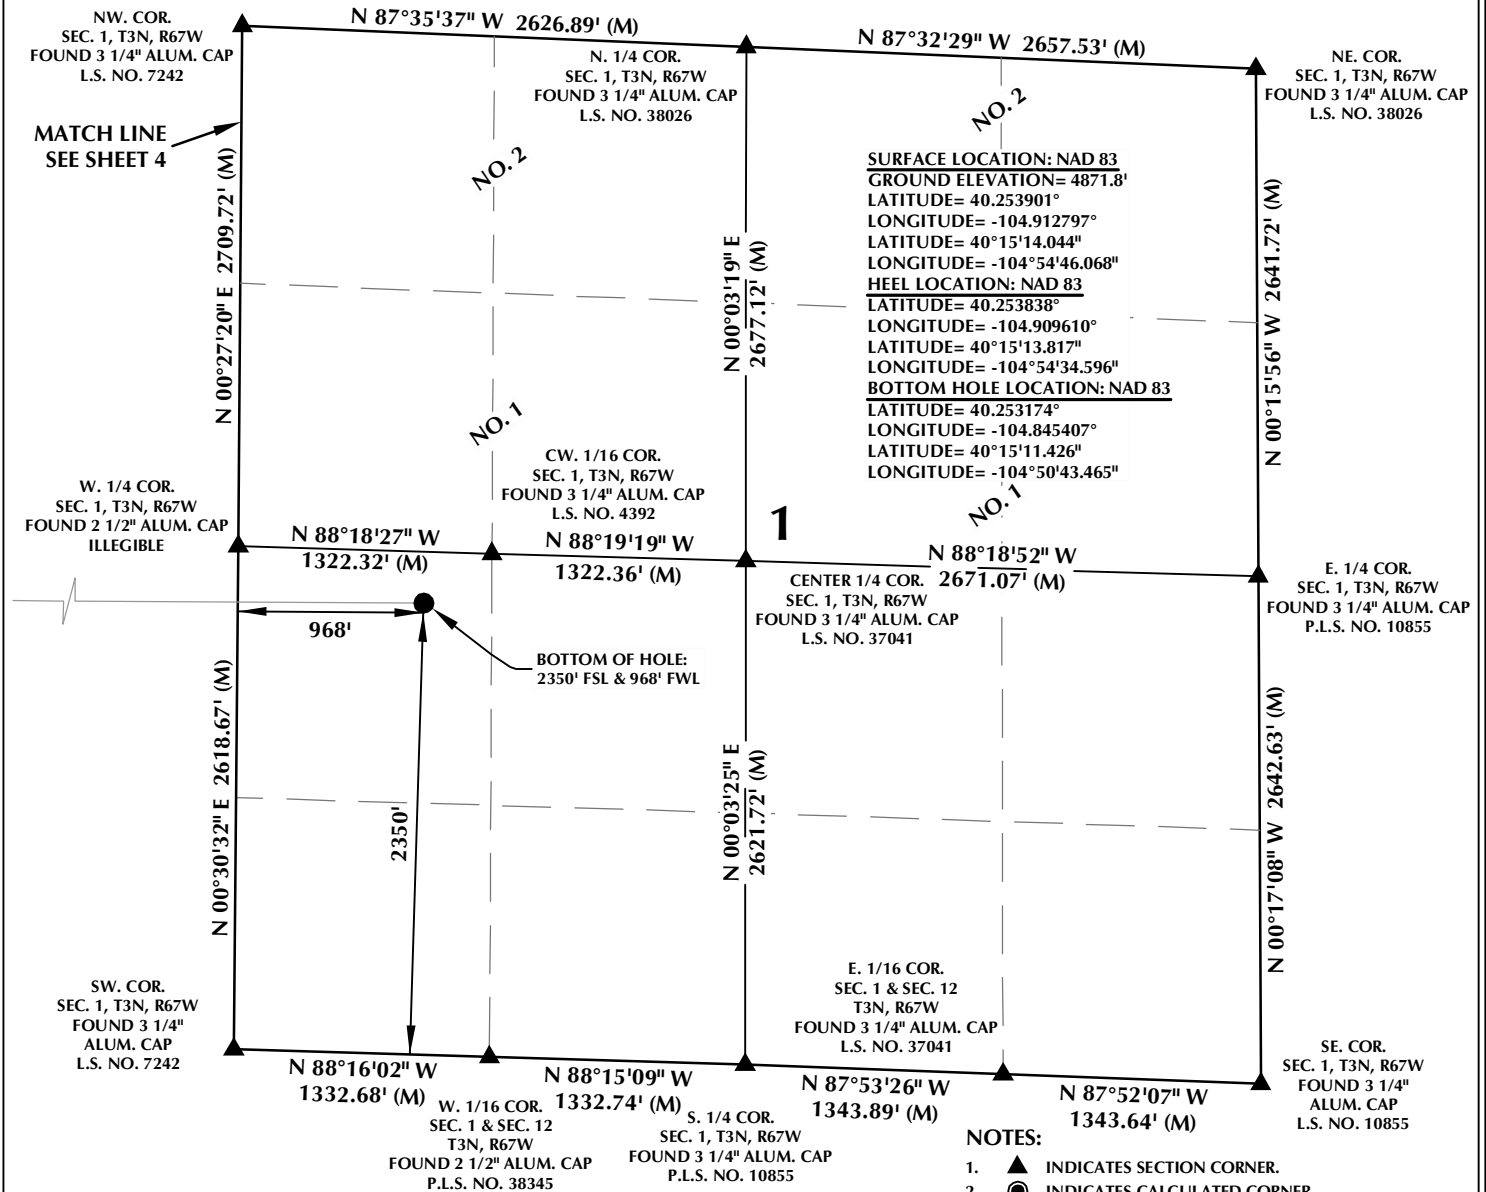 NW. COR.
SEC. 1, T3N, R67W
FOUND 3 1/4" ALUM. CAP
L.S. NO. 7242
N 87°35'37" W 2626.89' (M)
N. 1/4 COR.
SEC. 1, T3N, R67W
FOUND 3 1/4" ALUM. CAP
L.S. NO. 38026
N 87°32'29" W 2657.53' (M)
NE. COR.
SEC. 1, T3N, R67W
FOUND 3 1/4" ALUM. CAP
L.S. NO. 38026
MATCH LINE
SEE SHEET 4
NO. 2
NO. 2
SURFACE LOCATION: NAD 83
GROUND ELEVATION= 4871.8'
LATITUDE= 40.253901°
LONGITUDE= -104.912797°
LATITUDE= 40°15'14.044"
LONGITUDE= -104°54'46.068"
HEEL LOCATION: NAD 83
LATITUDE= 40.253838°
LONGITUDE= -104.909610°
LATITUDE= 40°15'13.817"
LONGITUDE= -104°54'34.596"
BOTTOM HOLE LOCATION: NAD 83
LATITUDE= 40.253174°
LONGITUDE= -104.845407°
LATITUDE= 40°15'11.426"
LONGITUDE= -104°50'43.465"
N 00°27'20" E 2709.72' (M)
N 00°03'19" E
2677.12' (M)
N 00°15'56" W 2641.72' (M)
NO. 1
NO. 1
CW. 1/16 COR.
SEC. 1, T3N, R67W
FOUND 3 1/4" ALUM. CAP
L.S. NO. 4392
W. 1/4 COR.
SEC. 1, T3N, R67W
FOUND 2 1/2" ALUM. CAP
ILLEGIBLE
1
N 88°18'27" W
1322.32' (M)
N 88°19'19" W
1322.36' (M)
N 88°18'52" W
2671.07' (M)
CENTER 1/4 COR.
SEC. 1, T3N, R67W
FOUND 3 1/4" ALUM. CAP
L.S. NO. 37041
E. 1/4 COR.
SEC. 1, T3N, R67W
FOUND 3 1/4" ALUM. CAP
P.L.S. NO. 10855
968'
BOTTOM OF HOLE:
2350' FSL & 968' FWL
N 00°30'32" E 2618.67' (M)
2350'
N 00°03'25" E
2621.72' (M)
N 00°17'08" W 2642.63' (M)
SW. COR.
SEC. 1, T3N, R67W
FOUND 3 1/4"
ALUM. CAP
L.S. NO. 7242
E. 1/16 COR.
SEC. 1 & SEC. 12
T3N, R67W
FOUND 3 1/4" ALUM. CAP
L.S. NO. 37041
SE. COR.
SEC. 1, T3N, R67W
FOUND 3 1/4"
ALUM. CAP
L.S. NO. 10855
N 88°16'02" W
1332.68' (M)
N 88°15'09" W
1332.74' (M)
N 87°53'26" W
1343.89' (M)
N 87°52'07" W
1343.64' (M)
W. 1/16 COR.
SEC. 1 & SEC. 12
T3N, R67W
FOUND 2 1/2" ALUM. CAP
P.L.S. NO. 38345
S. 1/4 COR.
SEC. 1, T3N, R67W
FOUND 3 1/4" ALUM. CAP
P.L.S. NO. 10855
NOTES:
1. INDICATES SECTION CORNER.
2. INDICATES CALCULATED CORNER